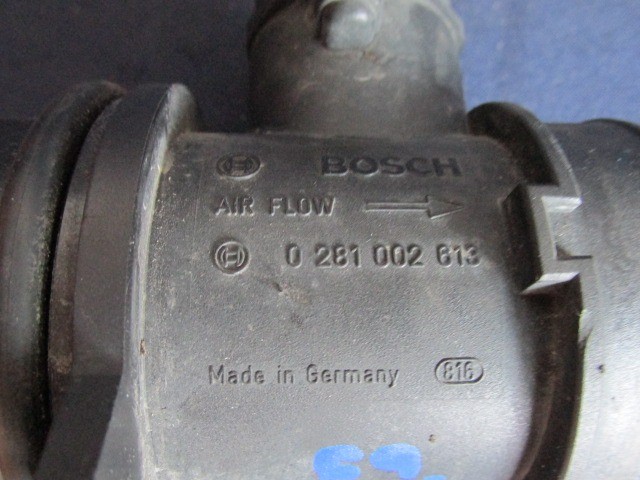 BOSCH
AIR FLOW
0 281 002 613
Made in Germany 816